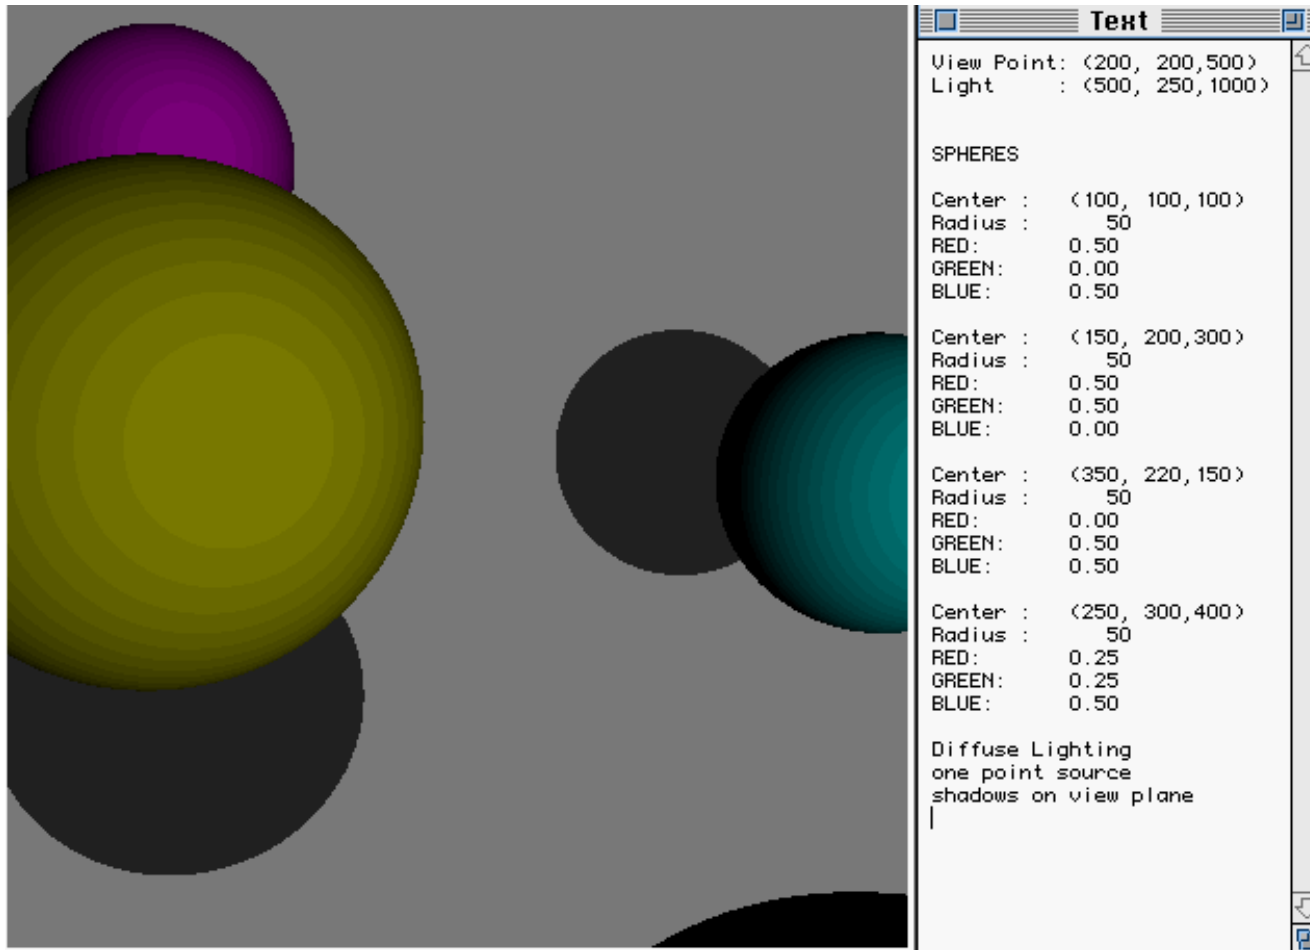 Text
View Point: (200, 200,500)
Light     : (500, 250,1000)
SPHERES
Center :   (100, 100,100)
Radius :      50
RED:       0.50
GREEN:     0.00
BLUE:      0.50
Center :   (150, 200,300)
Radius :      50
RED:       0.50
GREEN:     0.50
BLUE:      0.00
Center :   (350, 220,150)
Radius :      50
RED:       0.00
GREEN:     0.50
BLUE:      0.50
Center :   (250, 300,400)
Radius :      50
RED:       0.25
GREEN:     0.25
BLUE:      0.50
Diffuse Lighting
one point source
shadows on view plane